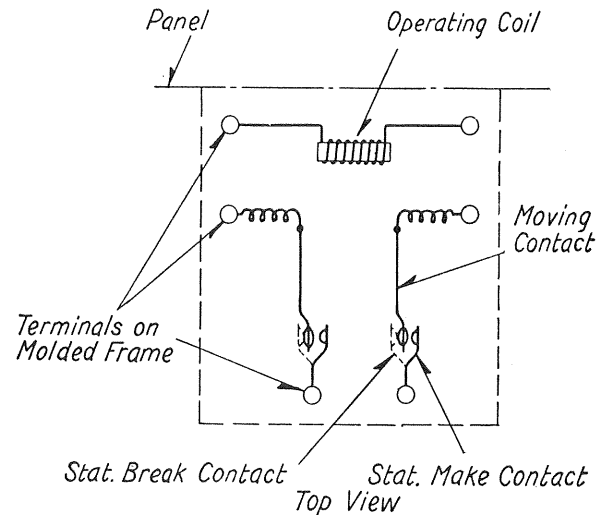 Panel
Operating Coil
Moving
Contact
Terminals on
Molded Frame
Stat. Break Contact
Stat. Make Contact
Top View